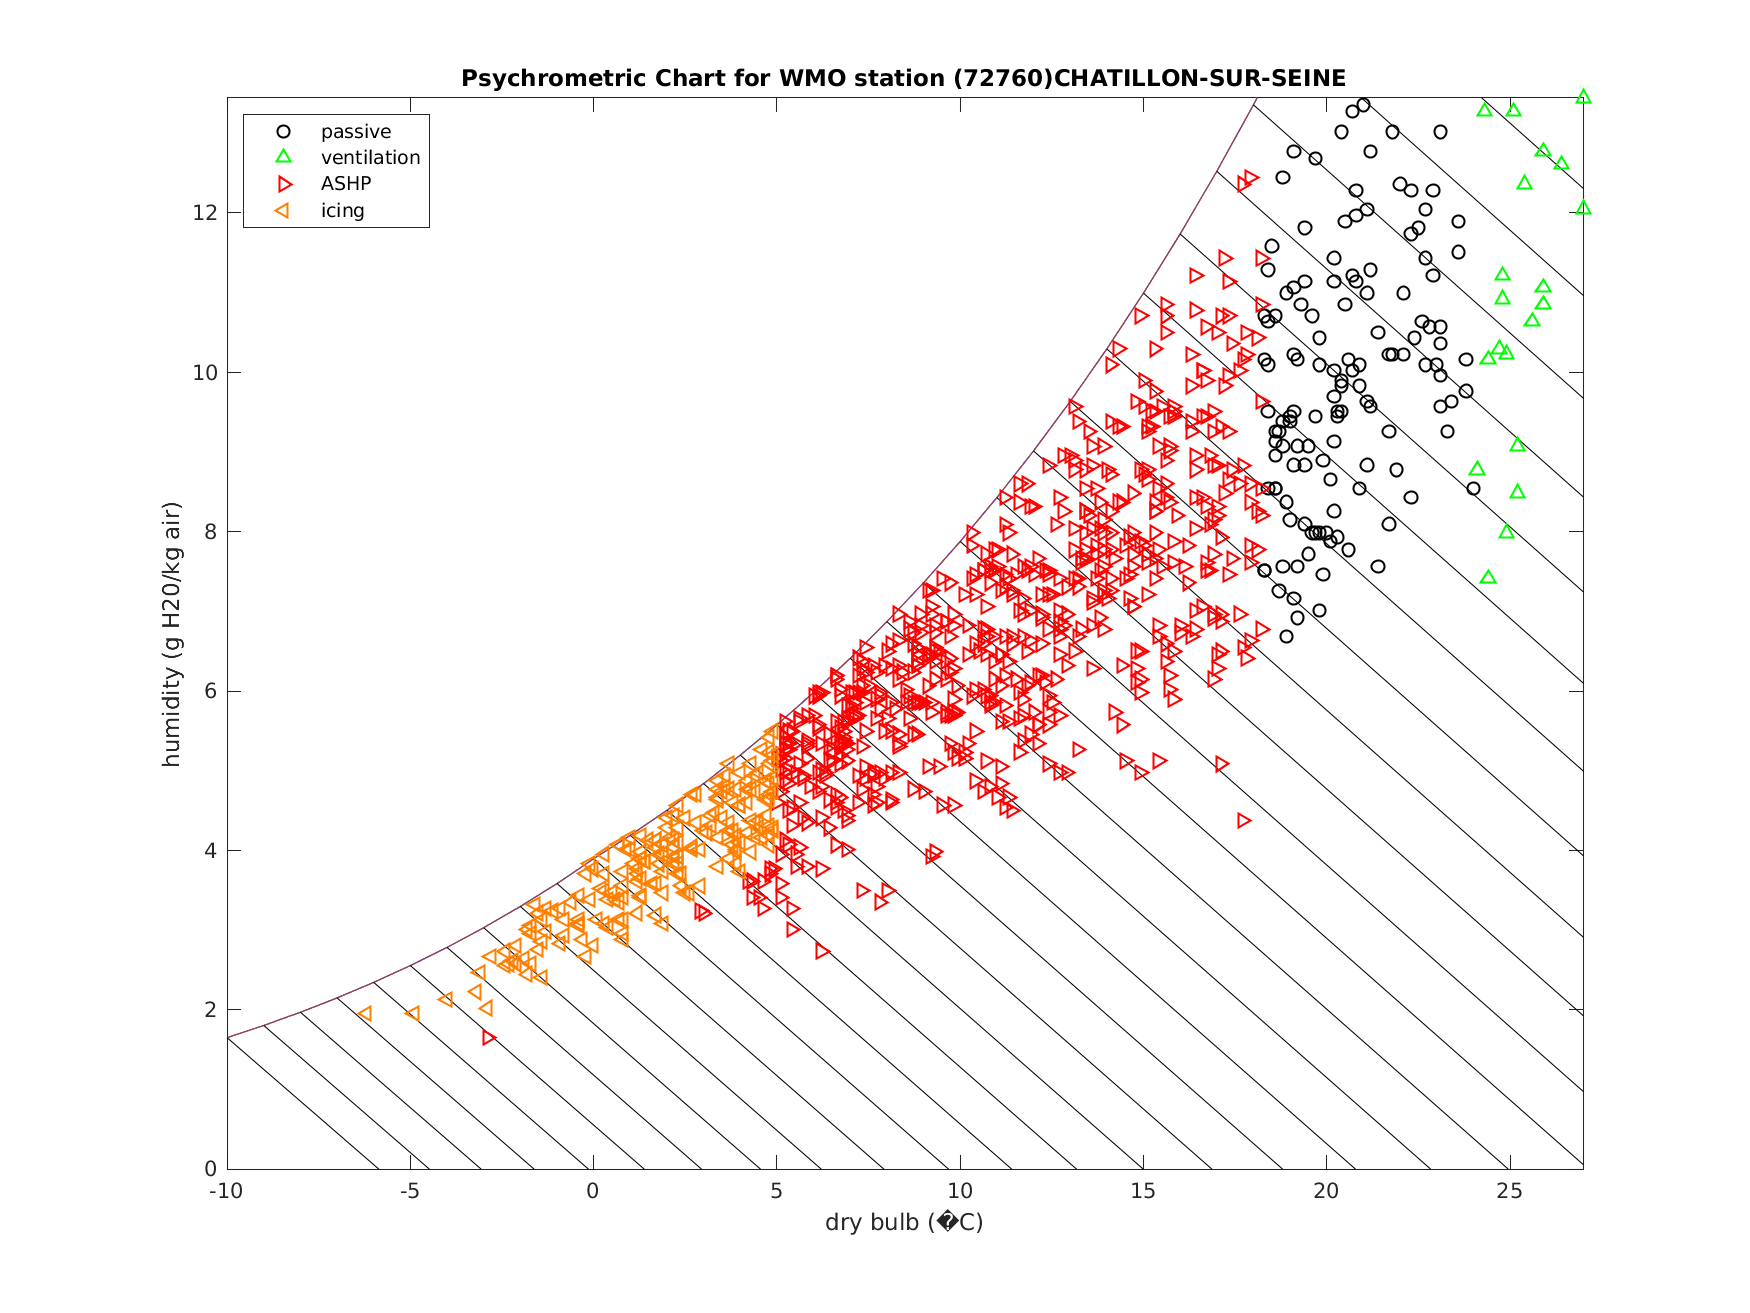 Psychrometric Chart for WMO station (72760)CHATILLON-SUR-SEINE
passive
ventilation
ASHP
icing
humidity (g H20/kg air)
12
10
8
6
4
2
0
-10 -5 0 5 10 15 20 25
dry bulb (�C)